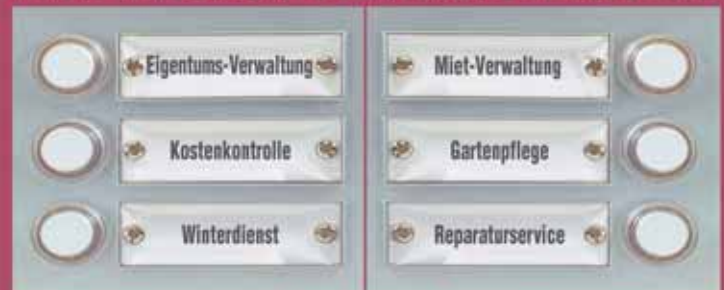 Eigentums-Verwaltung
Miet-Verwaltung
Kostenkontrolle
Gartenpflege
Winterdienst
Reparaturservice